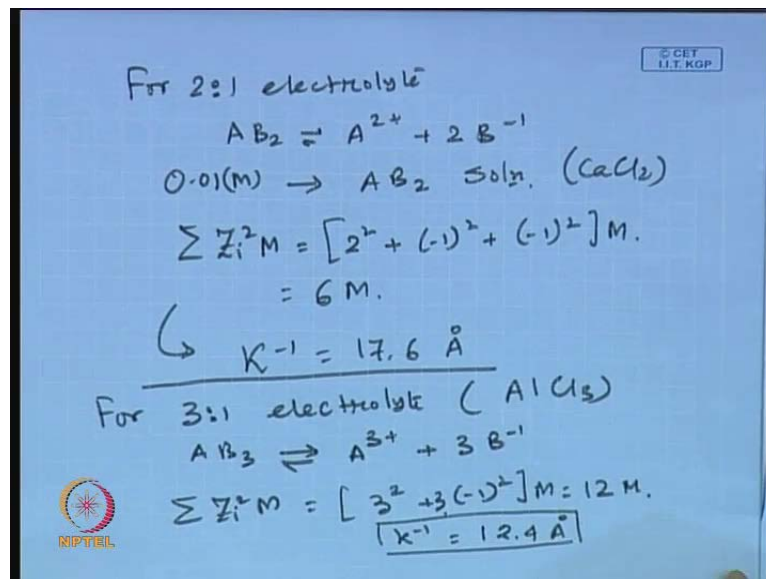 © CET
I.I.T. KGP
For 2:1 electrolyte
AB₂ ⇌ A²⁺ + 2 B⁻¹
0.01(M) → AB₂ soln. (CaCl₂)
Σ Zᵢ² M = [2² + (-1)² + (-1)²] M.
= 6 M.
K⁻¹ = 17.6 Å
For 3:1 electrolyte (AlCl₃)
AB₃ ⇌ A³⁺ + 3 B⁻¹
Σ Zᵢ² M = [3² + 3(-1)²] M = 12 M.
K⁻¹ = 12.4 Å
NPTEL